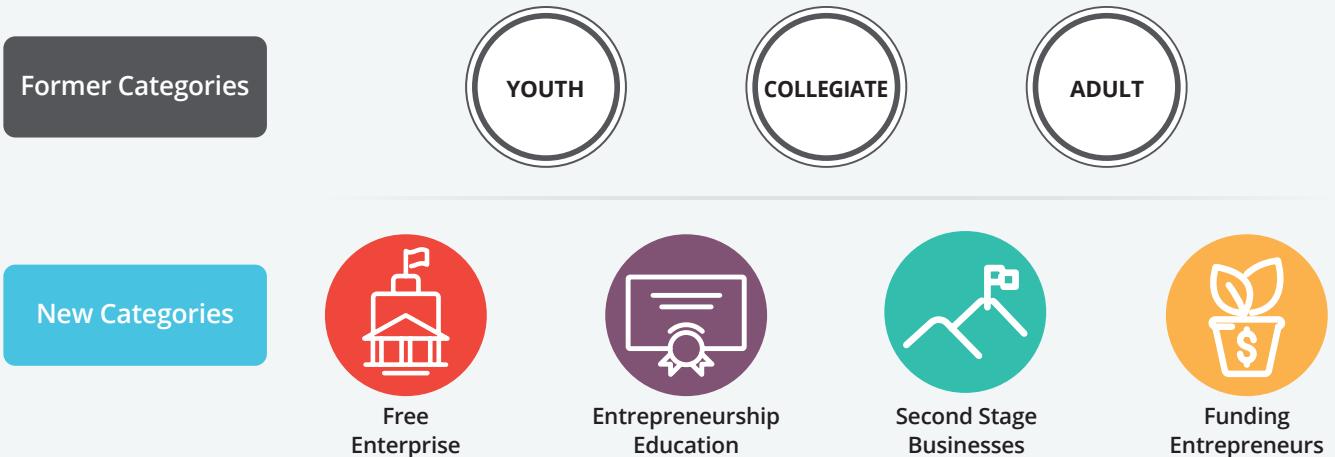 Former Categories
YOUTH
COLLEGIATE
ADULT
New Categories
$
Free
Enterprise
Entrepreneurship
Education
Second Stage
Businesses
Funding
Entrepreneurs